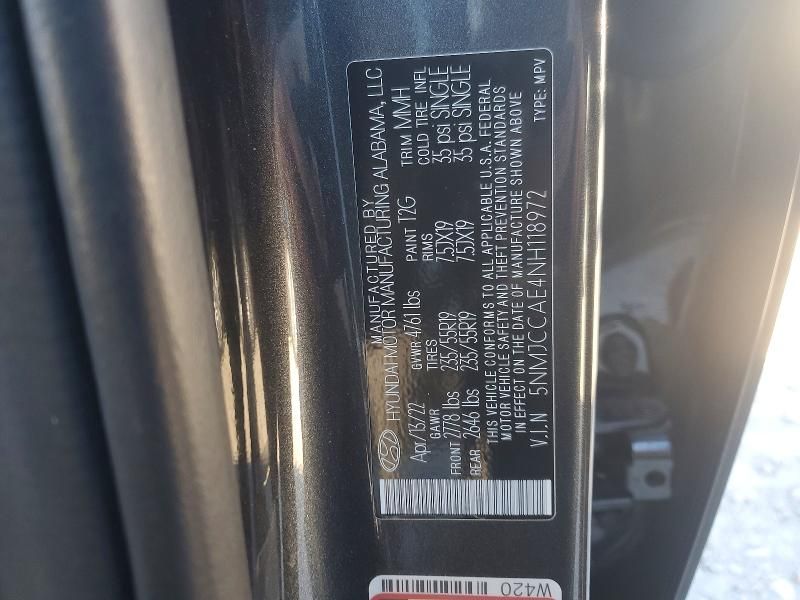 MANUFACTURED BY
HYUNDAI MOTOR MANUFACTURING ALABAMA, LLC
Apr/13/22 GVWR 4761lbs PAINT T2G TRIM MMH
GAWR TIRES RIMS COLD TIRE INFL
FRONT 2778 lbs 235/55R19 7.5JX19 35 psi SINGLE
REAR 2646 lbs 235/55R19 7.5JX19 35 psi SINGLE
THIS VEHICLE CONFORMS TO ALL APPLICABLE U.S.A. FEDERAL
MOTOR VEHICLE SAFETY AND THEFT PREVENTION STANDARDS
IN EFFECT ON THE DATE OF MANUFACTURE SHOWN ABOVE
V.I.N 5NMJCCAE4NH118972 TYPE: MPV
W420